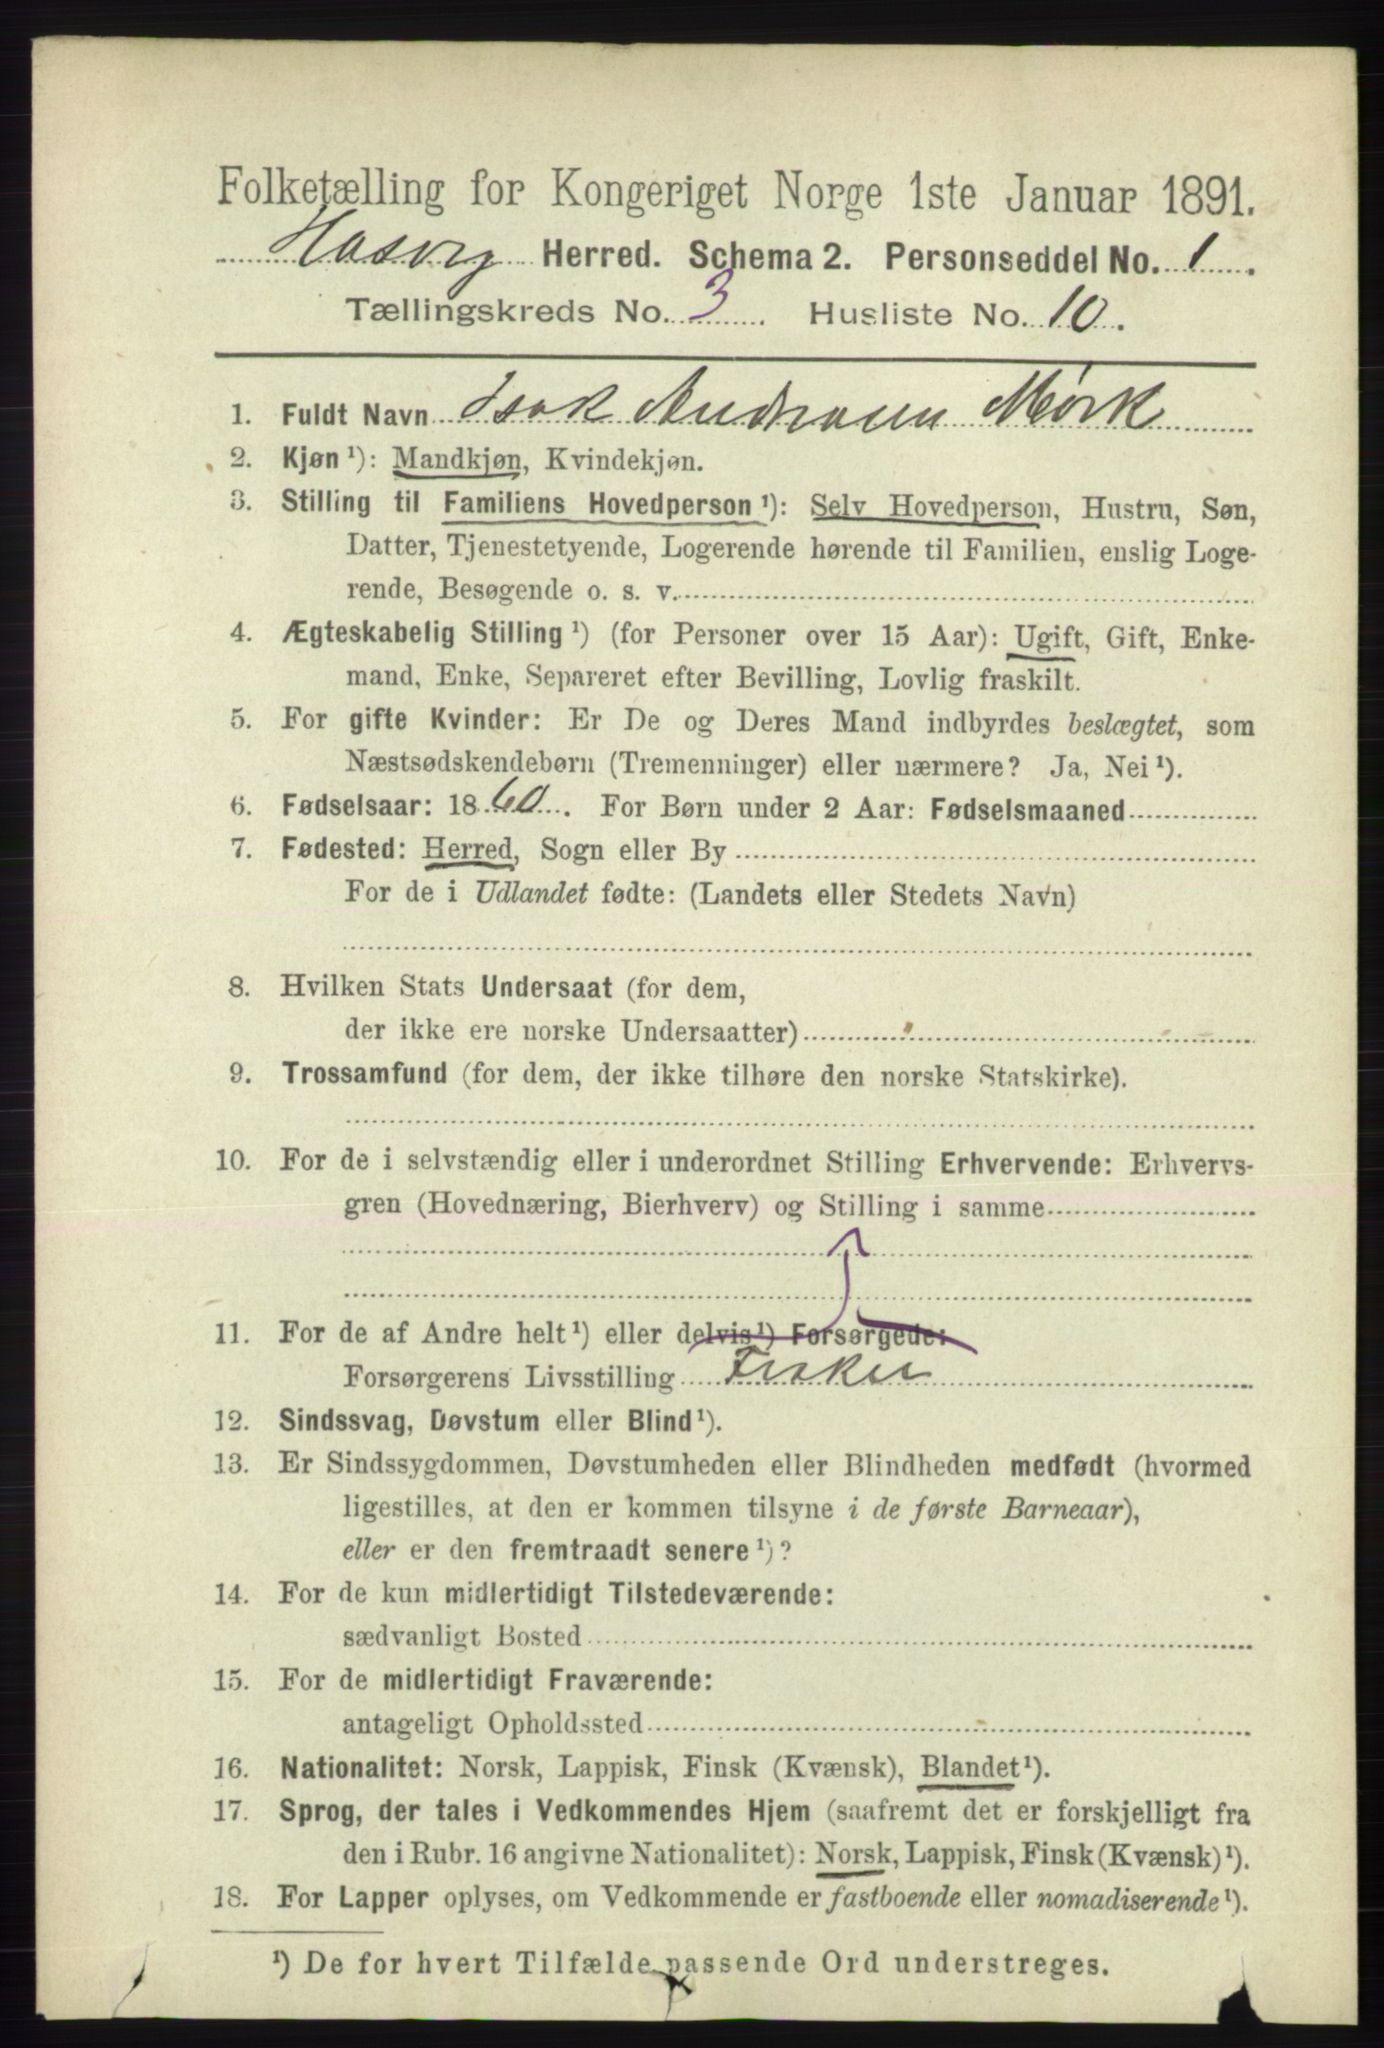 Folketælling for Kongeriget Norge 1ste Januar 1891.
Hasvig Herred. Schema 2. Personseddel No. 1.
Tællingskreds No. 3. Husliste No. 10.
1. Fuldt Navn Isak Andreasen Mørk
2. Kjøn ¹): Mandkjøn, Kvindekjøn.
3. Stilling til Familiens Hovedperson ¹): Selv Hovedperson, Hustru, Søn,
Datter, Tjenestetyende, Logerende hørende til Familien, enslig Loge-
rende, Besøgende o. s. v.
4. Ægteskabelig Stilling ¹) (for Personer over 15 Aar): Ugift, Gift, Enke-
mand, Enke, Separeret efter Bevilling, Lovlig fraskilt.
5. For gifte Kvinder: Er De og Deres Mand indbyrdes beslægtet, som
Næstsødskendebørn (Tremenninger) eller nærmere? Ja, Nei ¹).
6. Fødselsaar: 1860. For Børn under 2 Aar: Fødselsmaaned
7. Fødested: Herred, Sogn eller By
For de i Udlandet fødte: (Landets eller Stedets Navn)
8. Hvilken Stats Undersaat (for dem,
der ikke ere norske Undersaatter)
9. Trossamfund (for dem, der ikke tilhøre den norske Statskirke).
10. For de i selvstændig eller i underordnet Stilling Erhvervende: Erhvervs-
gren (Hovednæring, Bierhverv) og Stilling i samme
11. For de af Andre helt ¹) eller delvis ¹) Forsørgede:
Forsørgerens Livsstilling Fisker
12. Sindssvag, Døvstum eller Blind ¹).
13. Er Sindssygdommen, Døvstumheden eller Blindheden medfødt (hvormed
ligestilles, at den er kommen tilsyne i de første Barneaar),
eller er den fremtraadt senere ¹)?
14. For de kun midlertidigt Tilstedeværende:
sædvanligt Bosted
15. For de midlertidigt Fraværende:
antageligt Opholdssted
16. Nationalitet: Norsk, Lappisk, Finsk (Kvænsk), Blandet ¹).
17. Sprog, der tales i Vedkommendes Hjem (saafremt det er forskjelligt fra
den i Rubr. 16 angivne Nationalitet): Norsk, Lappisk, Finsk (Kvænsk) ¹).
18. For Lapper oplyses, om Vedkommende er fastboende eller nomadiserende ¹).
¹) De for hvert Tilfælde passende Ord understreges.